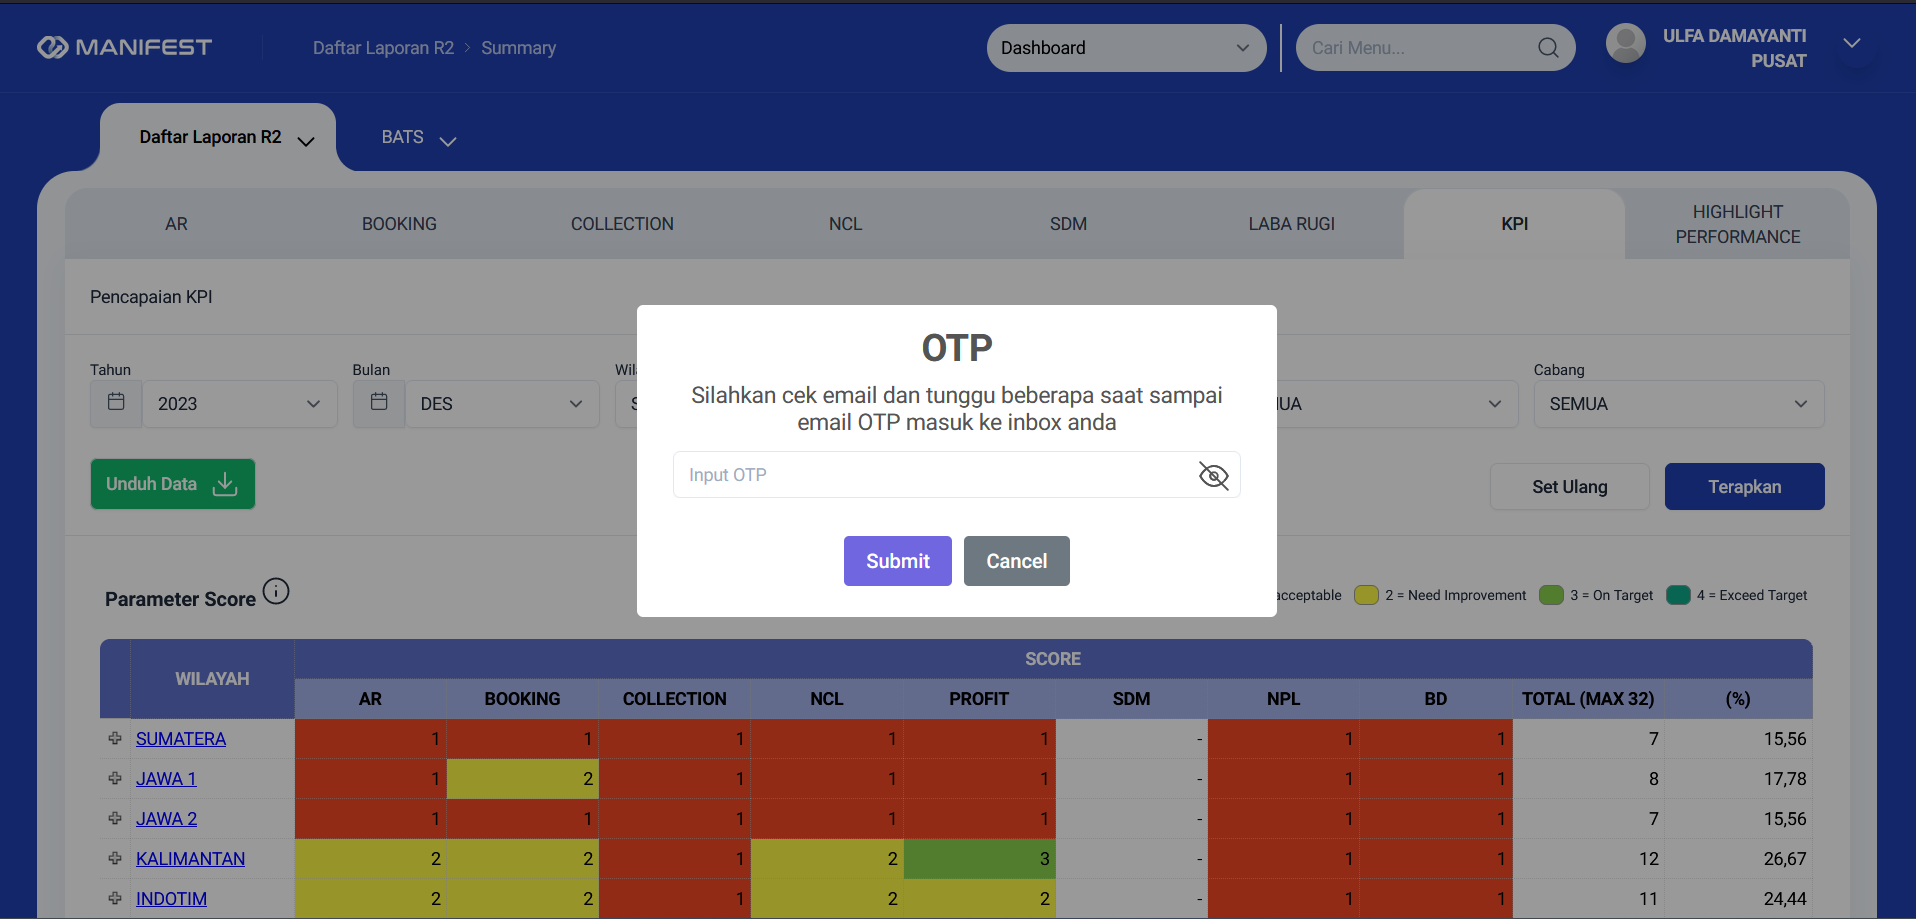 MANIFEST
Daftar Laporan R2 > Summary
Dashboard
Cari Menu...
ULFA DAMAYANTI
PUSAT
Daftar Laporan R2
BATS
AR BOOKING COLLECTION NCL SDM LABA RUGI KPI HIGHLIGHT PERFORMANCE
Pencapaian KPI
OTP
Silahkan cek email dan tunggu beberapa saat sampai
email OTP masuk ke inbox anda
Input OTP
Submit
Cancel
Tahun
2023
Bulan
DES
Cabang
SEMUA
Unduh Data
Set Ulang
Terapkan
Parameter Score
acceptable 2 = Need Improvement 3 = On Target 4 = Exceed Target
WILAYAH SCORE
AR BOOKING COLLECTION NCL PROFIT SDM NPL BD TOTAL (MAX 32) (%)
SUMATERA 1 1 1 1 1 - 1 1 7 15,56
JAWA 1 1 2 1 1 1 - 1 1 8 17,78
JAWA 2 1 1 1 1 1 - 1 1 7 15,56
KALIMANTAN 2 2 1 2 3 - 1 1 12 26,67
INDOTIM 2 2 1 2 2 - 1 1 11 24,44